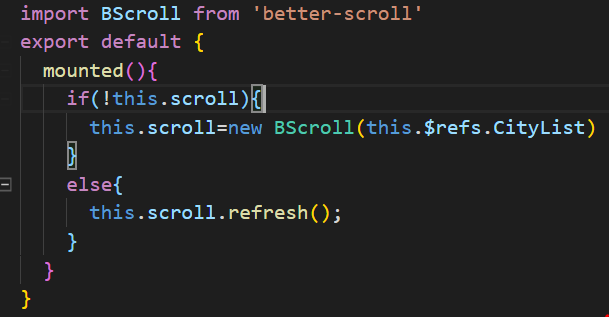 import BScroll from 'better-scroll'
export default {
  mounted(){
    if(!this.scroll){
      this.scroll=new BScroll(this.$refs.CityList)
    }
    else{
      this.scroll.refresh();
    }
  }
}